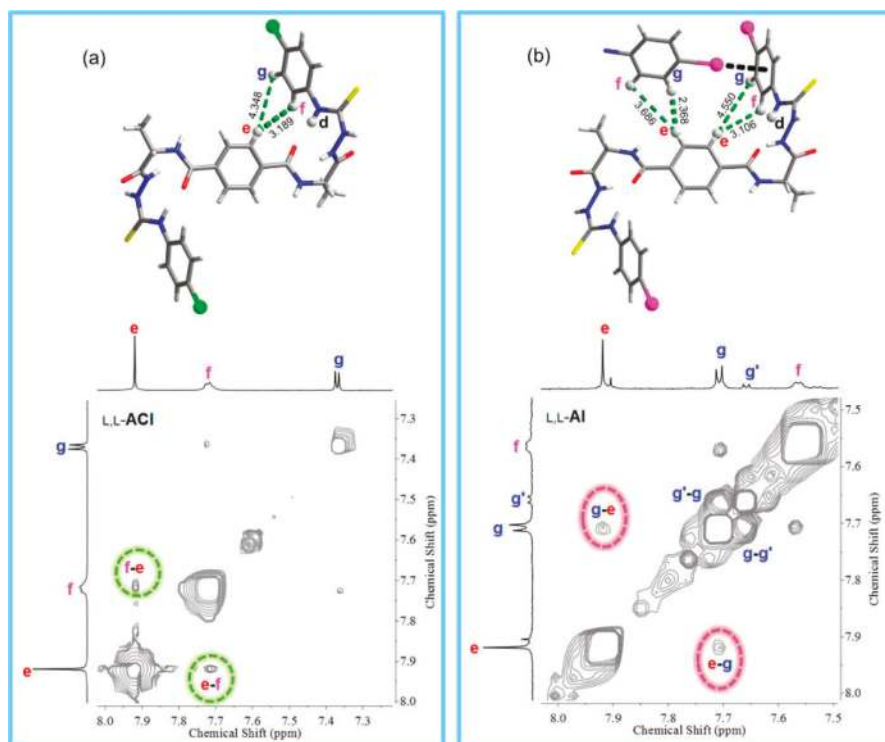 (a)
g
4.348
f
3.189
N
d
e
e
f
g
L,L-ACl
g
f
e
f-e
e-f
7.3
7.4
7.5
7.6
7.7
7.8
7.9
8.0
Chemical Shift (ppm)
8.0 7.9 7.8 7.7 7.6 7.5 7.4 7.3
Chemical Shift (ppm)
(b)
f
g
g
3.686
2.368
4.550
f
3.106
d
e
e
e
g
g'
f
L,L-AI
f
g'
g
e
g-e
g'-g
g-g'
e-g
7.5
7.6
7.7
7.8
7.9
8.0
Chemical Shift (ppm)
8.0 7.9 7.8 7.7 7.6 7.5
Chemical Shift (ppm)